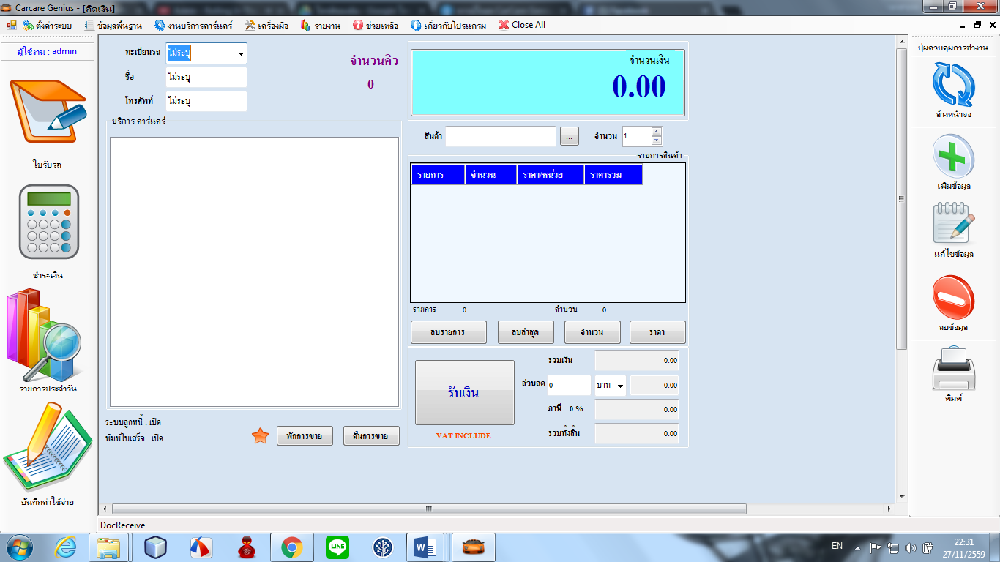 Carcare Genius - [คิดเงิน]
ตั้งค่าระบบ ข้อมูลพื้นฐาน งานบริการคาร์แคร์ เครื่องมือ รายงาน ช่วยเหลือ เกี่ยวกับโปรแกรม Close All
ผู้ใช้งาน : admin
ใบรับรถ
ชำระเงิน
รายการประจำวัน
บันทึกค่าใช้จ่าย
ทะเบียนรถ ไม่ระบุ
ชื่อ ไม่ระบุ
โทรศัพท์ ไม่ระบุ
จำนวนคิว
0
บริการ คาร์แคร์
ระบบลูกหนี้ : เปิด
พิมพ์ใบเสร็จ : เปิด
พักการขาย คืนการขาย
จำนวนเงิน
0.00
สินค้า ... จำนวน 1
รายการสินค้า
รายการ จำนวน ราคา/หน่วย ราคารวม
รายการ 0 จำนวน 0
ลบรายการ ลบล่าสุด จำนวน ราคา
รับเงิน
VAT INCLUDE
รวมเงิน 0.00
ส่วนลด 0 บาท 0.00
ภาษี 0 % 0.00
รวมทั้งสิ้น 0.00
ปุ่มควบคุมการทำงาน
ล้างหน้าจอ
เพิ่มข้อมูล
แก้ไขข้อมูล
ลบข้อมูล
พิมพ์
DocReceive
LINE
EN
22:31
27/11/2559